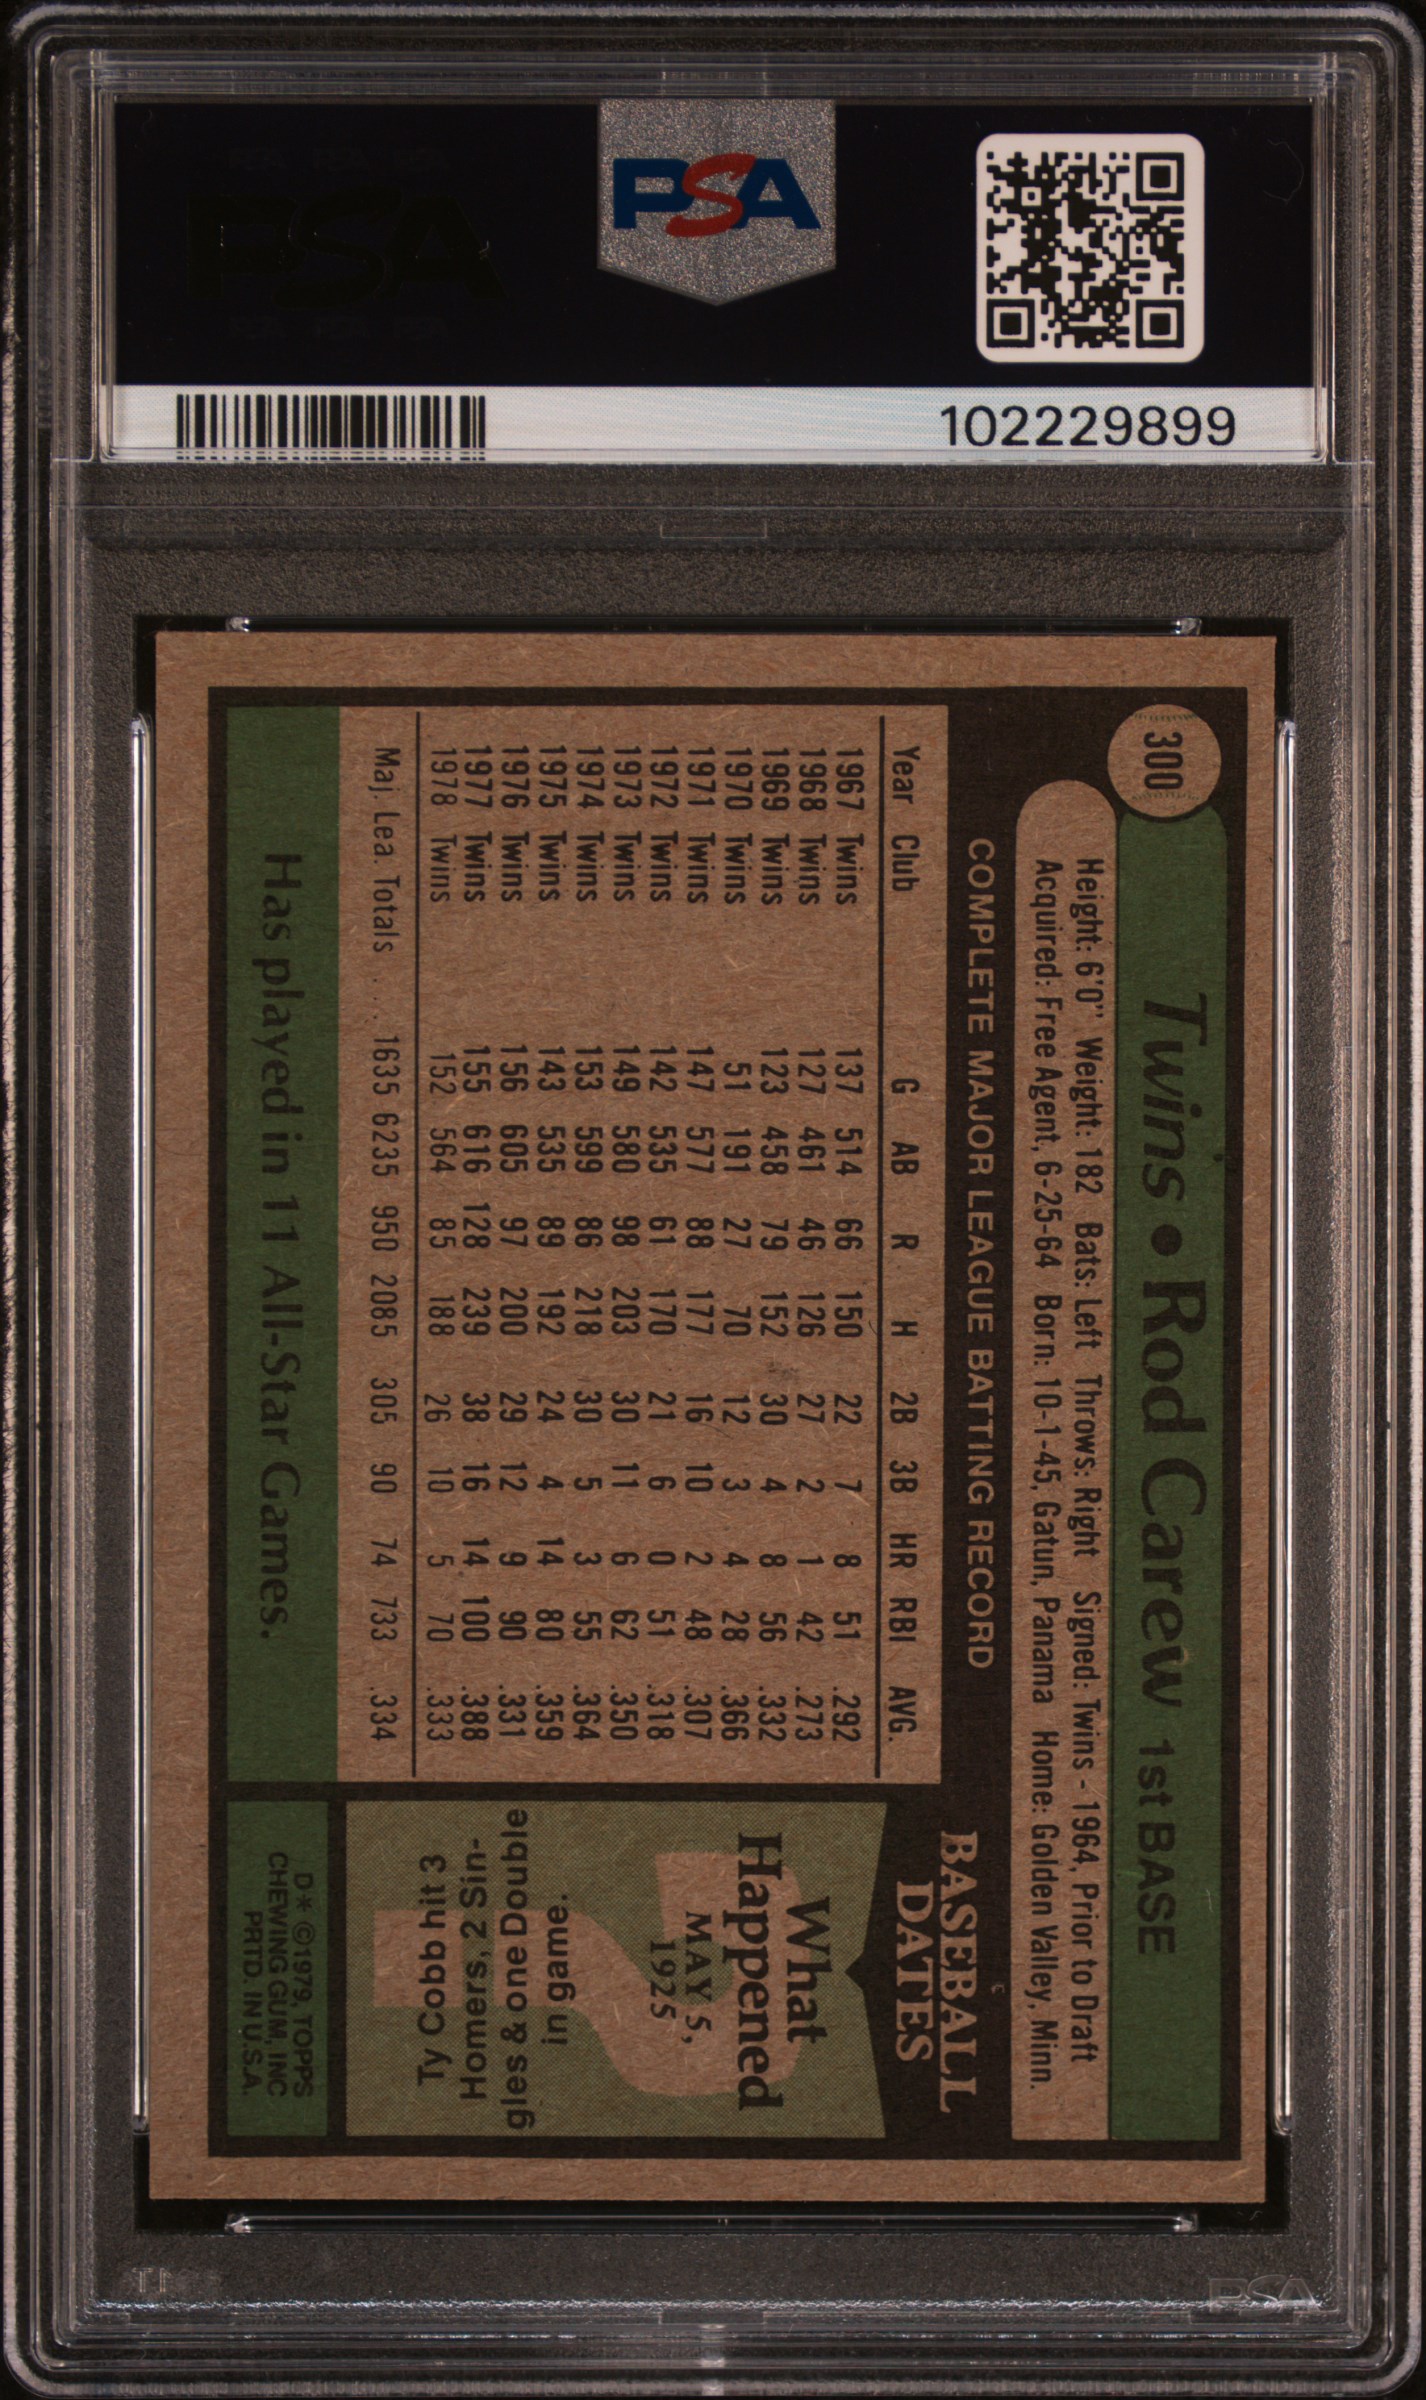 PSA
PSA
102229899
300
Twins • Rod Carew 1st BASE
Height: 6'0" Weight: 182 Bats: Left Throws: Right Signed: Twins - 1964, Prior to Draft
Acquired: Free Agent, 6-25-64 Born: 10-1-45, Gatun, Panama Home: Golden Valley, Minn.
COMPLETE MAJOR LEAGUE BATTING RECORD
Year Club G AB R H 2B 3B HR RBI AVG.
1967 Twins 137 514 66 150 22 7 8 51 .292
1968 Twins 127 461 46 126 27 2 1 42 .273
1969 Twins 123 458 79 152 30 4 8 56 .332
1970 Twins 51 191 27 70 12 3 4 28 .366
1971 Twins 147 577 88 177 16 10 2 48 .307
1972 Twins 142 535 61 170 21 6 0 51 .318
1973 Twins 149 580 98 203 30 11 6 62 .350
1974 Twins 153 599 86 218 30 5 3 55 .364
1975 Twins 143 535 89 192 24 4 14 80 .359
1976 Twins 156 605 97 200 29 12 9 90 .331
1977 Twins 155 616 128 239 38 16 14 100 .388
1978 Twins 152 564 85 188 26 10 5 70 .333
Maj. Lea. Totals .... 1635 6235 950 2085 305 90 74 733 .334
Has played in 11 All-Star Games.
BASEBALL
DATES
What
Happened
MAY 5,
1925
Ty Cobb hit 3
Homers, 2 Sin-
gles & one Double
in game.
D* ©1979, TOPPS
CHEWING GUM, INC
PRTD. IN U.S.A.
PSA